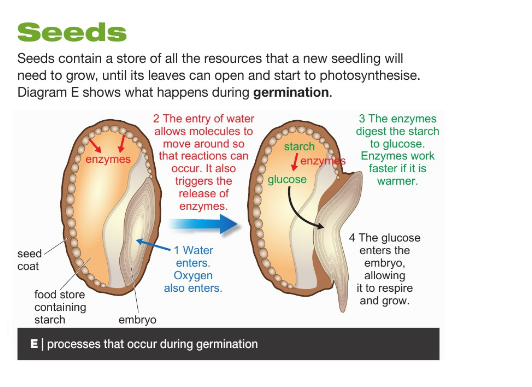 Seeds
Seeds contain a store of all the resources that a new seedling will
need to grow, until its leaves can open and start to photosynthesise.
Diagram E shows what happens during germination.
2 The entry of water
allows molecules to
move around so
that reactions can
occur. It also
triggers the
release of
enzymes.
3 The enzymes
digest the starch
to glucose.
Enzymes work
faster if it is
warmer.
enzymes
starch
enzymes
glucose
1 Water
enters.
Oxygen
also enters.
4 The glucose
enters the
embryo,
allowing
it to respire
and grow.
seed
coat
food store
containing
starch
embryo
E | processes that occur during germination